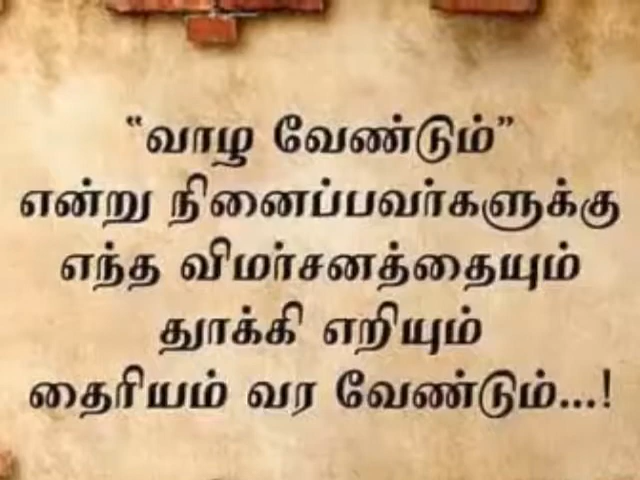 “வாழ வேண்டும்”
என்று நினைப்பவர்களுக்கு
எந்த விமர்சனத்தையும்
தூக்கி எறியும்
தைரியம் வர வேண்டும்...!